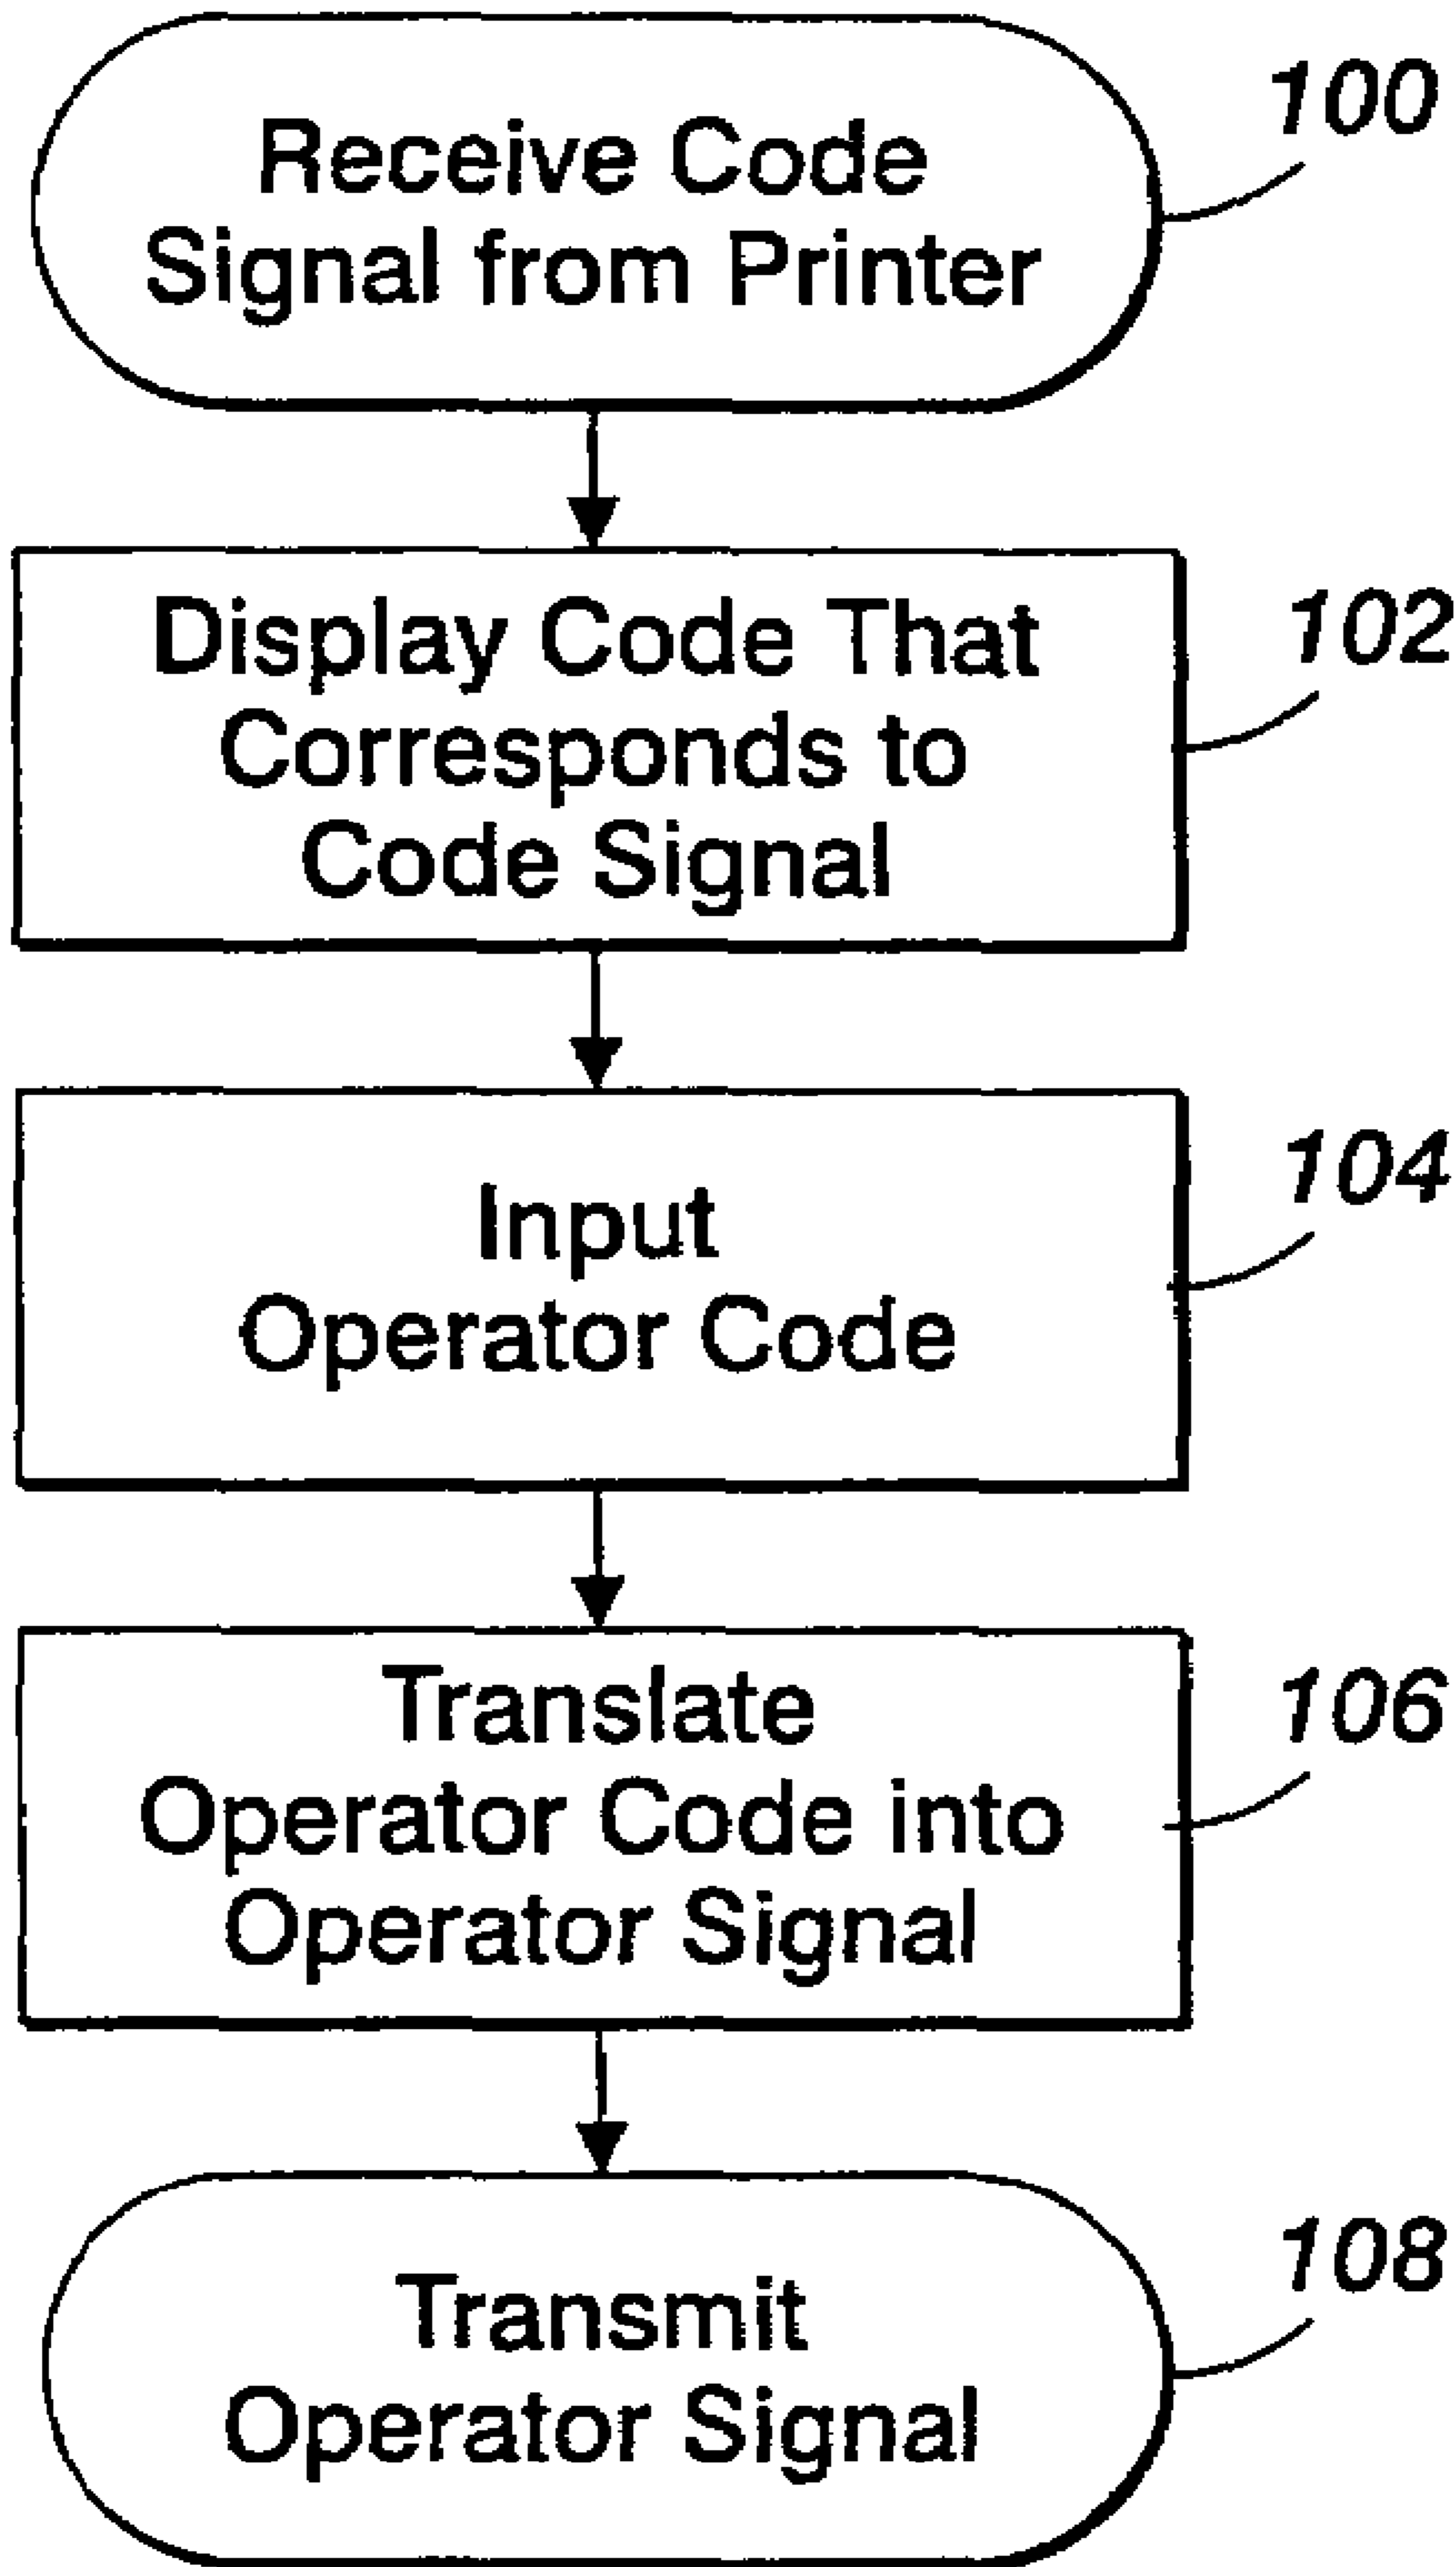 100
Receive Code
Signal from Printer
102
Display Code That
Corresponds to
Code Signal
104
Input
Operator Code
106
Translate
Operator Code into
Operator Signal
108
Transmit
Operator Signal